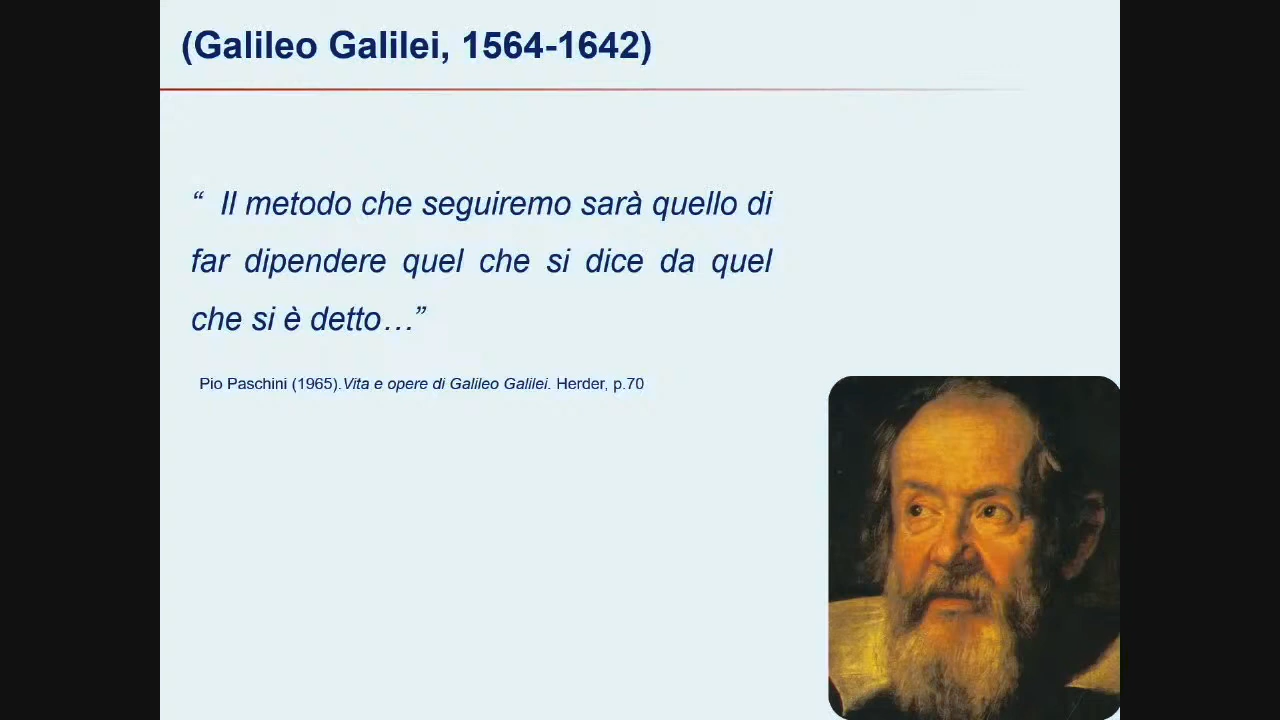 (Galileo Galilei, 1564-1642)
“ Il metodo che seguiremo sarà quello di
far dipendere quel che si dice da quel
che si è detto…”
Pio Paschini (1965).Vita e opere di Galileo Galilei. Herder, p.70